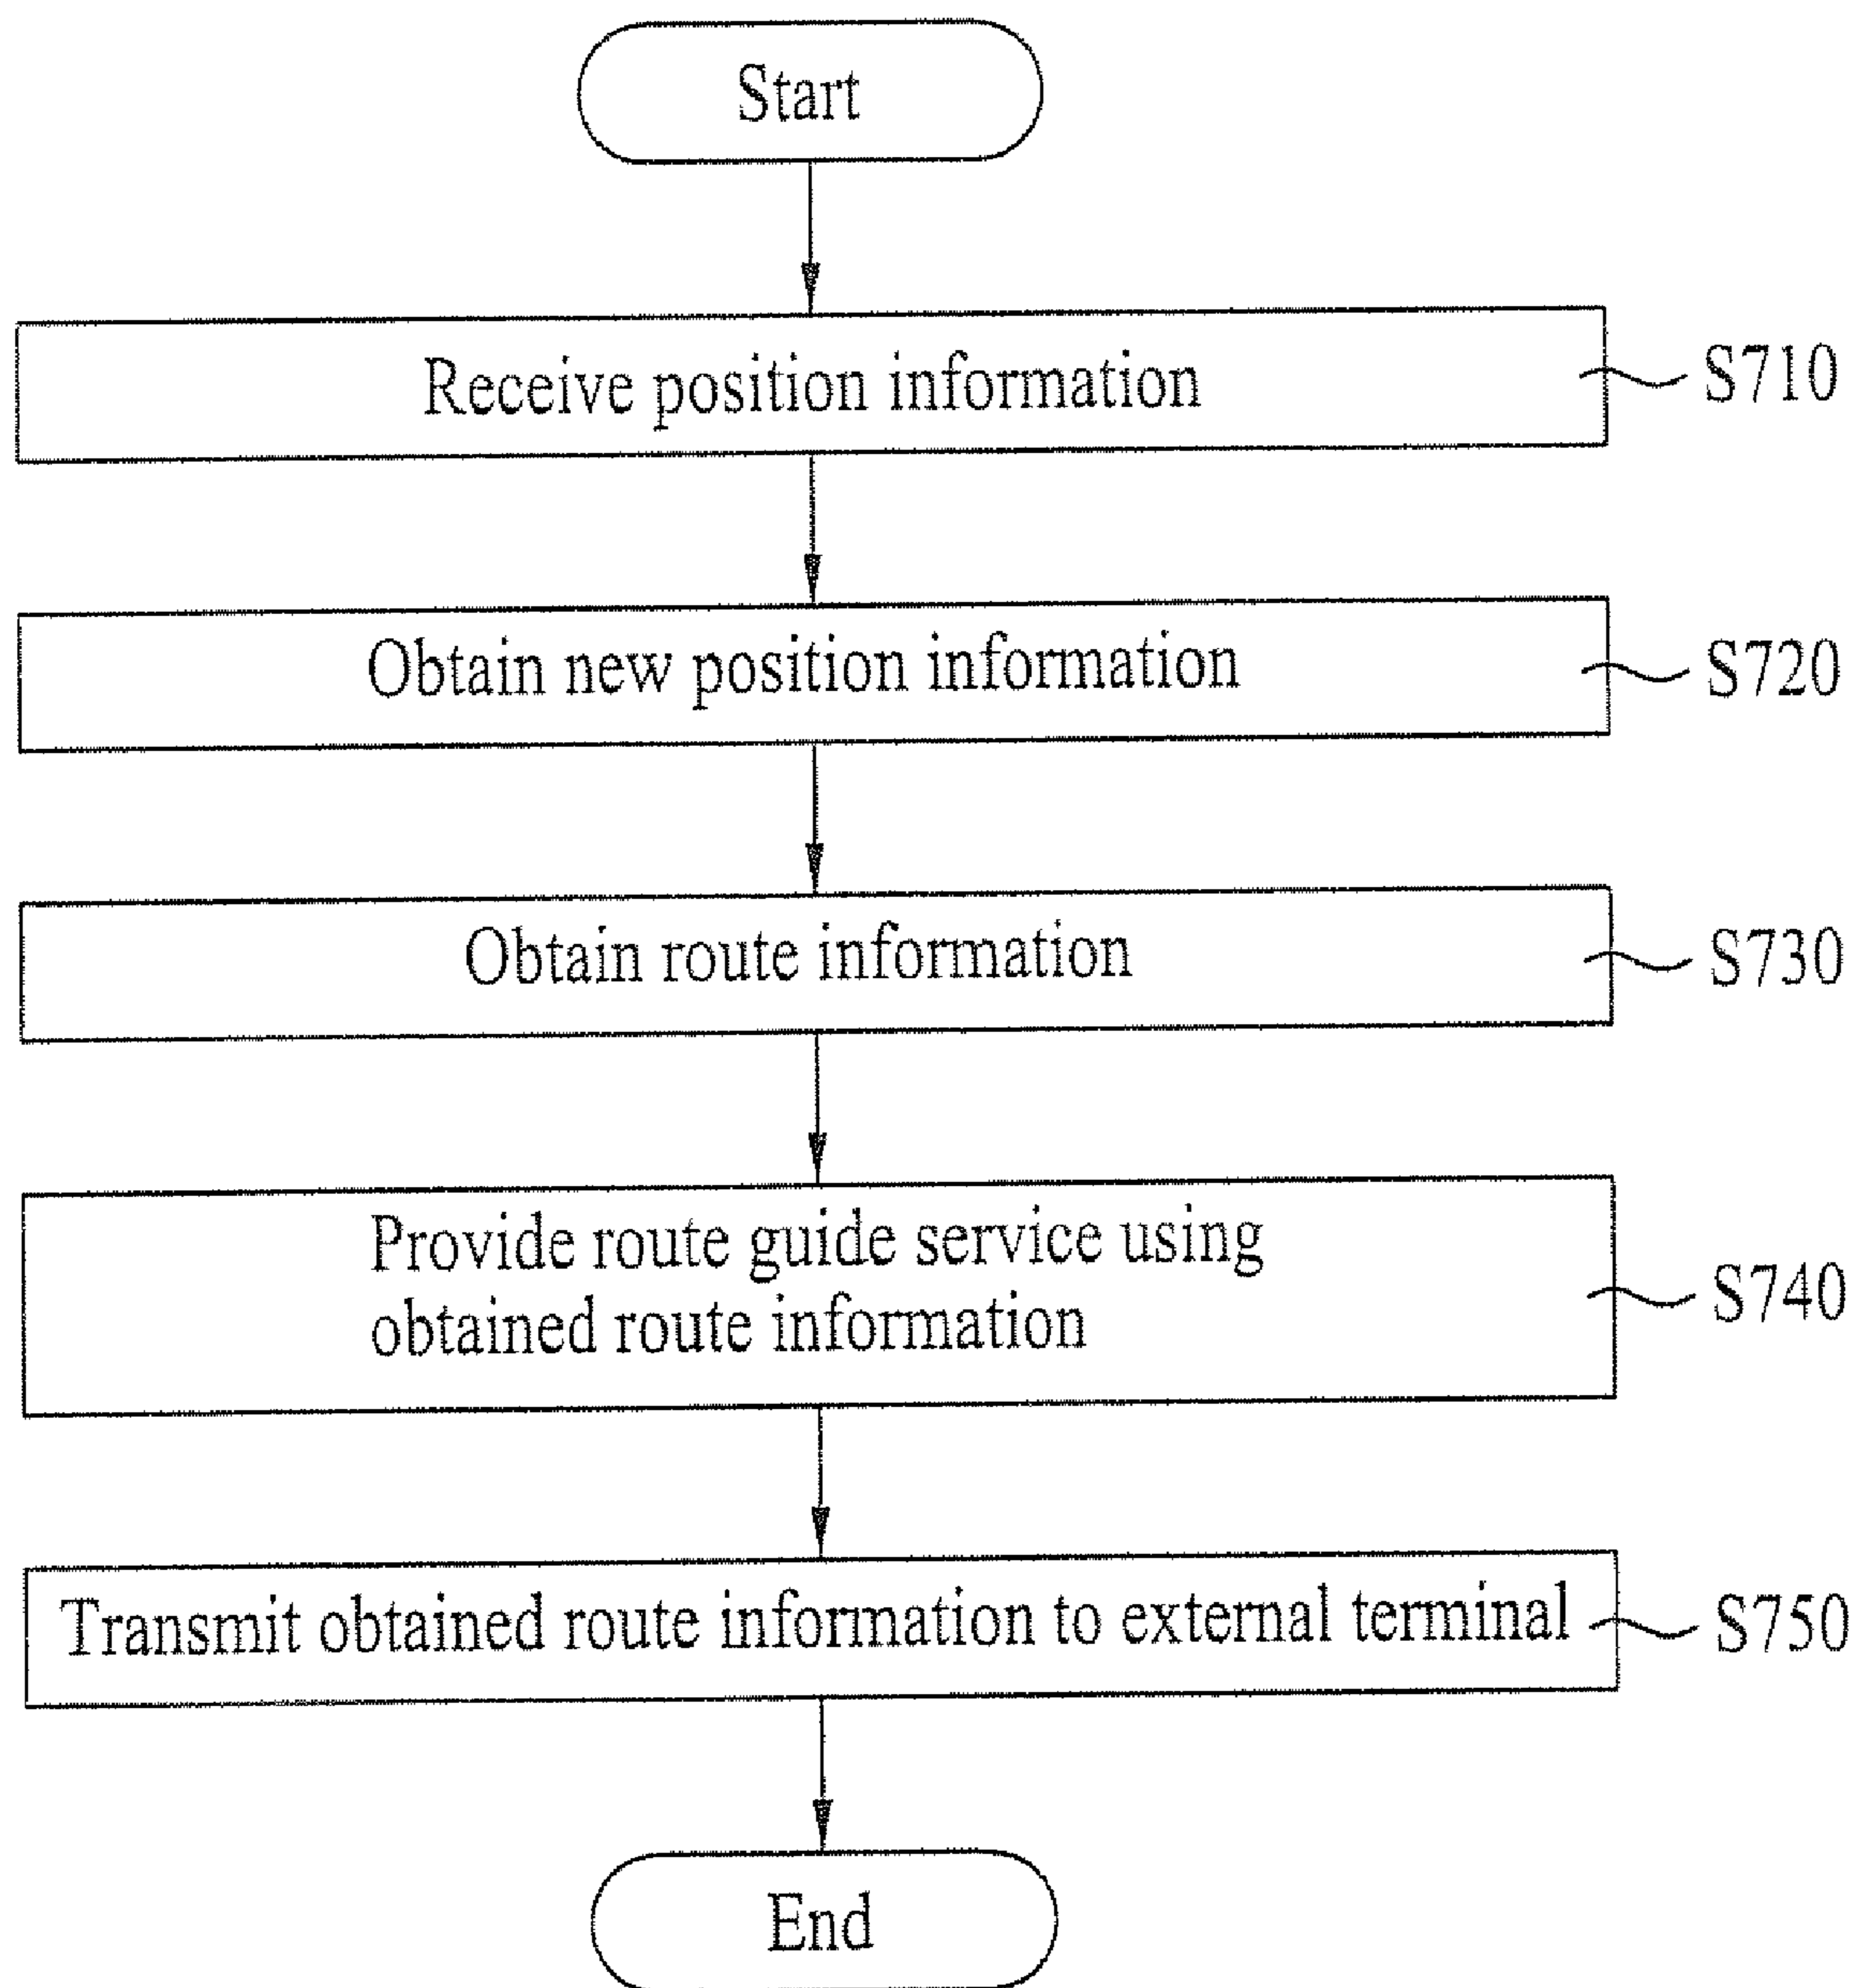 Start
Receive position information
S710
Obtain new position information
S720
Obtain route information
S730
Provide route guide service using
obtained route information
S740
Transmit obtained route information to external terminal
S750
End